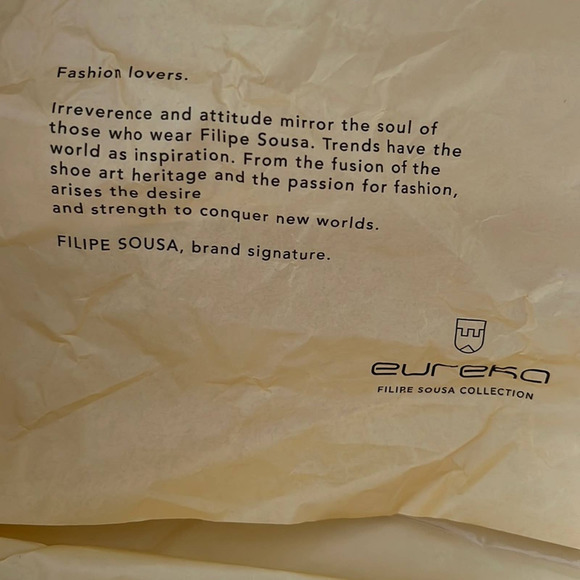 Fashion lovers.
Irreverence and attitude mirror the soul of
those who wear Filipe Sousa. Trends have the
world as inspiration. From the fusion of the
shoe art heritage and the passion for fashion,
arises the desire
and strength to conquer new worlds.
FILIPE SOUSA, brand signature.
eureka
FILIPE SOUSA COLLECTION